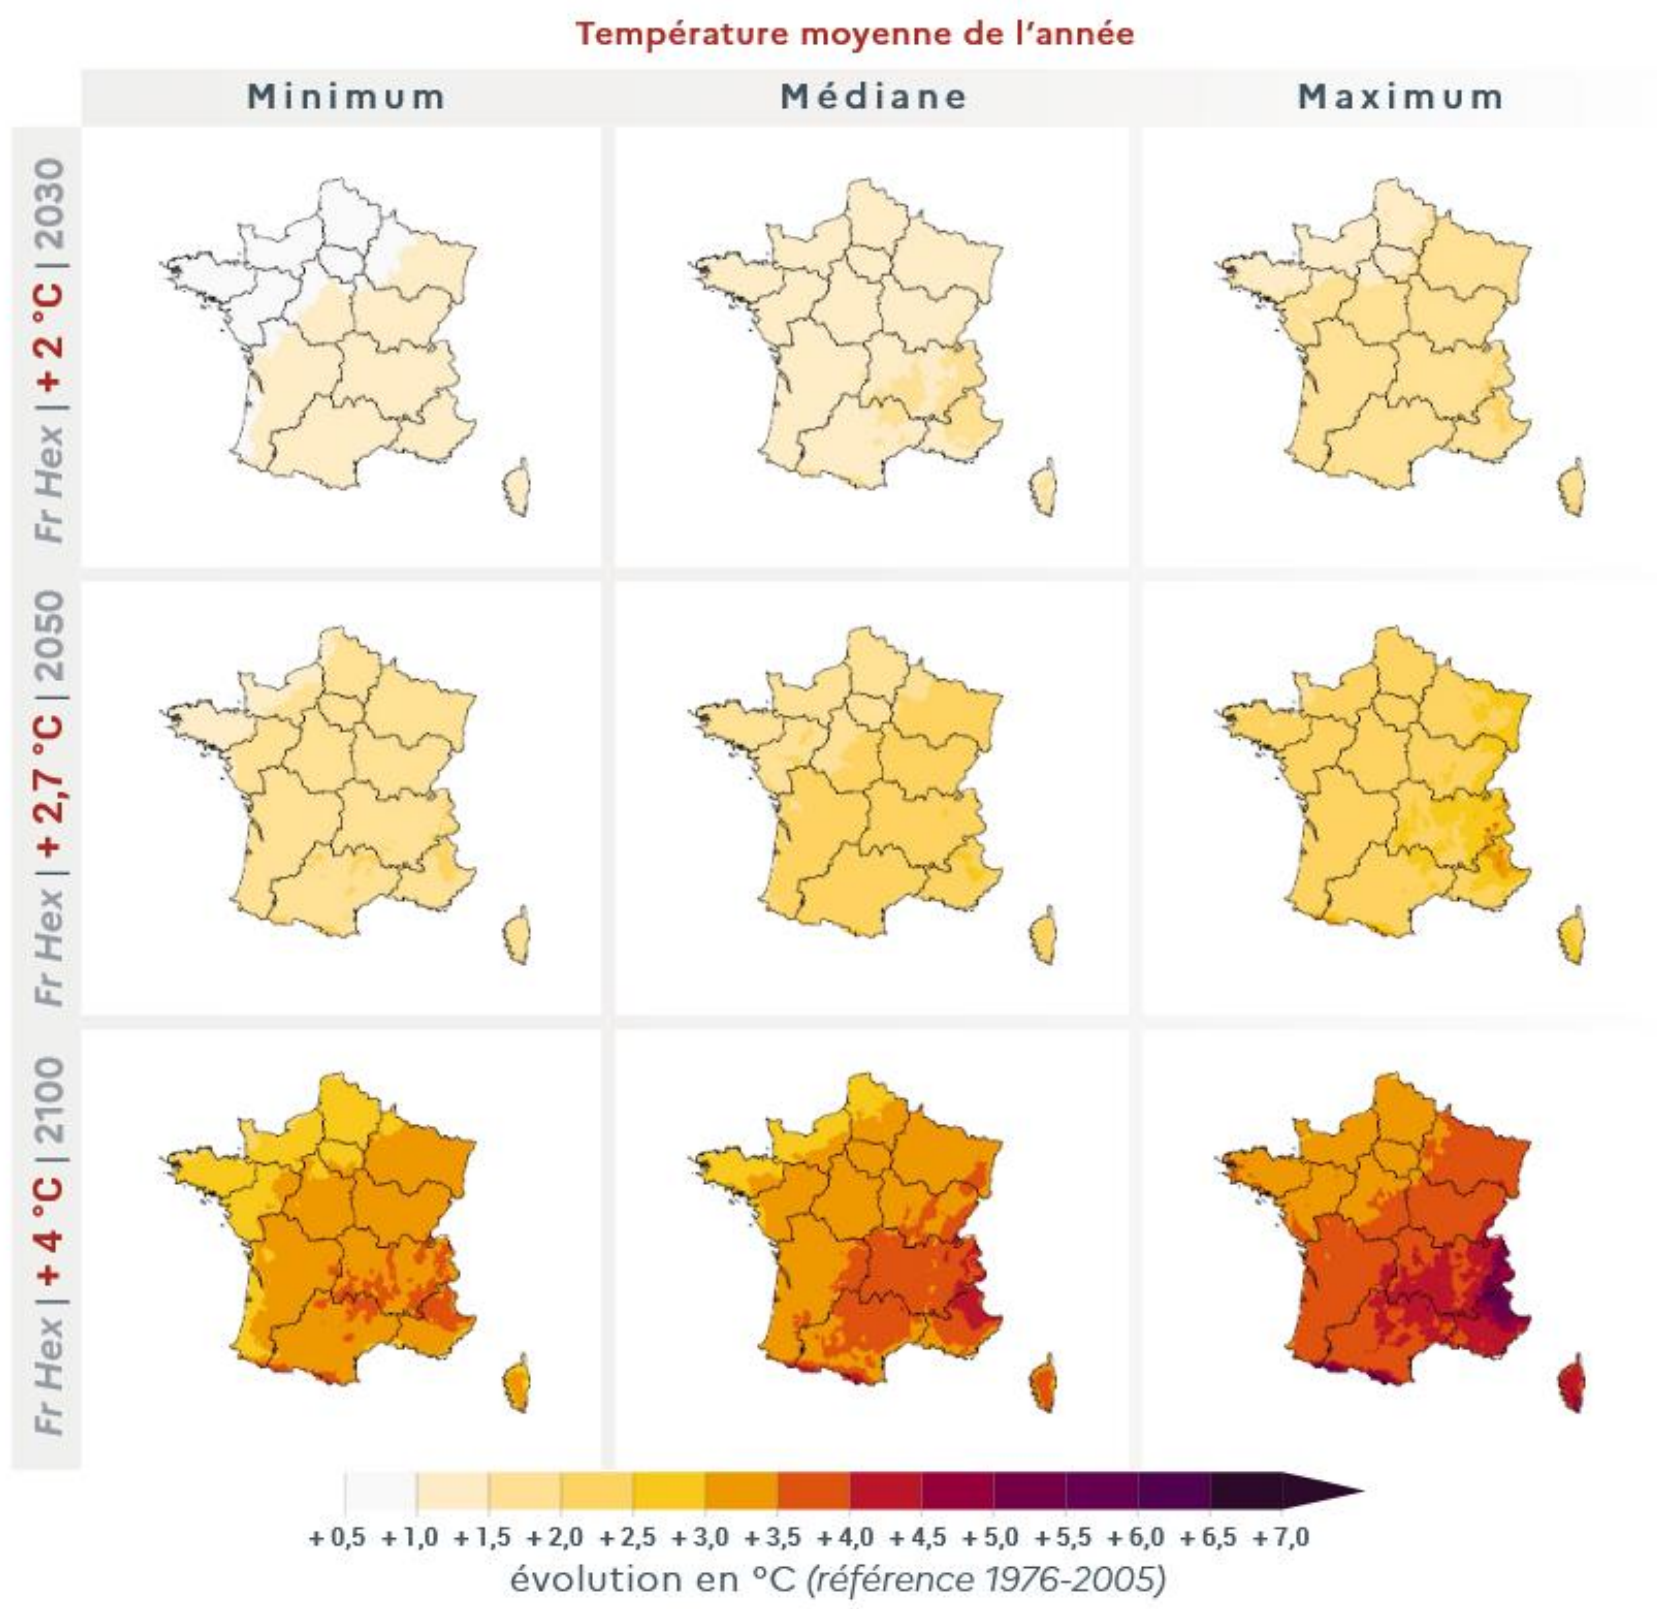 Température moyenne de l'année
Minimum
Médiane
Maximum
Fr Hex | + 2 °C | 2030
Fr Hex | + 2,7 °C | 2050
Fr Hex | + 4 °C | 2100
+ 0,5 + 1,0 + 1,5 + 2,0 + 2,5 + 3,0 + 3,5 + 4,0 + 4,5 + 5,0 + 5,5 + 6,0 + 6,5 + 7,0
évolution en °C (référence 1976-2005)